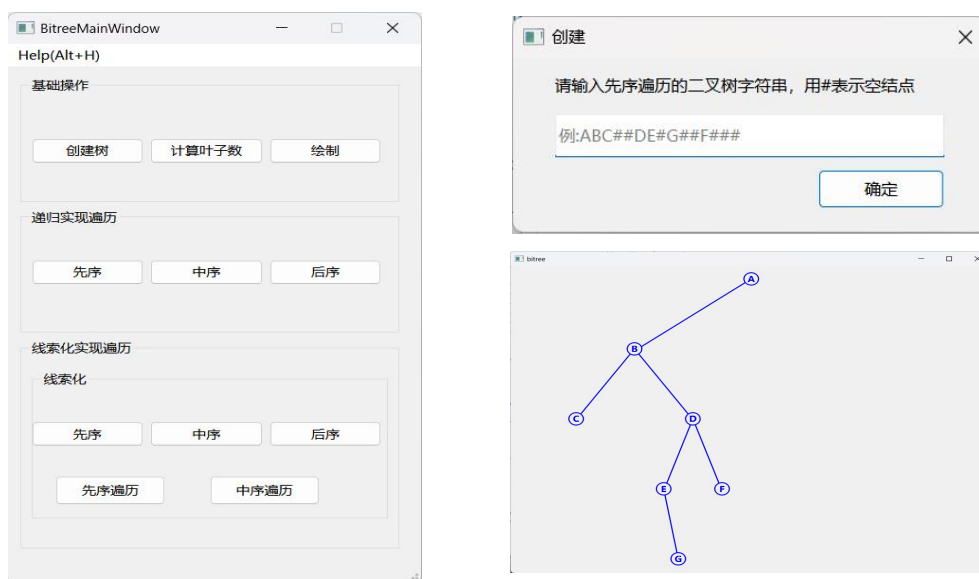 BitreeMainWindow
Help(Alt+H)
基础操作
创建树 计算叶子数 绘制
递归实现遍历
先序 中序 后序
线索化实现遍历
线索化
先序 中序 后序
先序遍历 中序遍历
创建
请输入先序遍历的二叉树字符串，用#表示空结点
例:ABC##DE#G##F###
确定
bitree
A
B
C D
E F
G